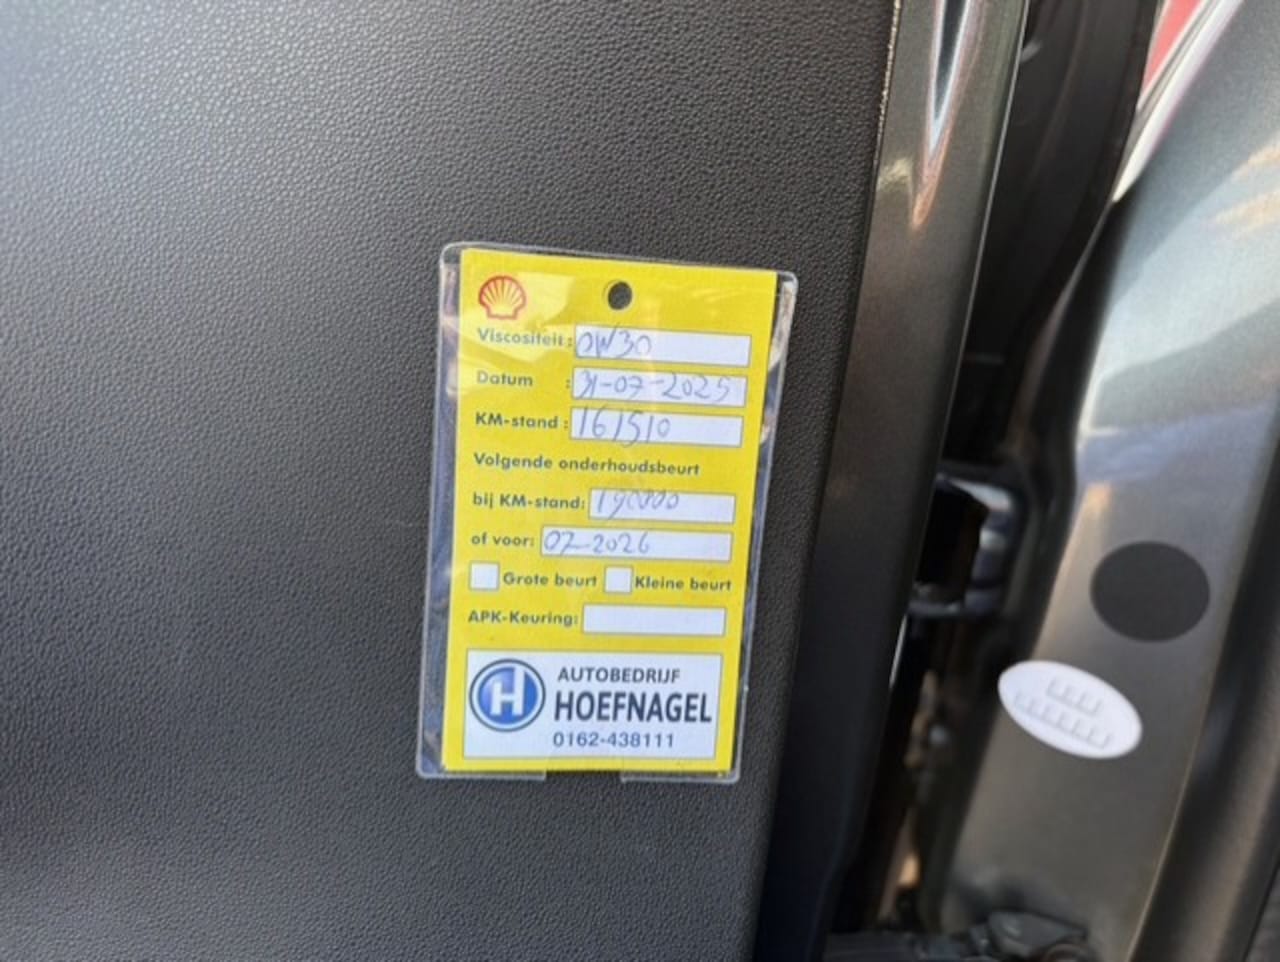 Viscositeit: 0W30
Datum : 31-07-2025
KM-stand: 161510
Volgende onderhoudsbeurt
bij KM-stand: 190000
of voor: 07-2026
Grote beurt Kleine beurt
APK-Keuring:
H
AUTOBEDRIJF
HOEFNAGEL
0162-438111